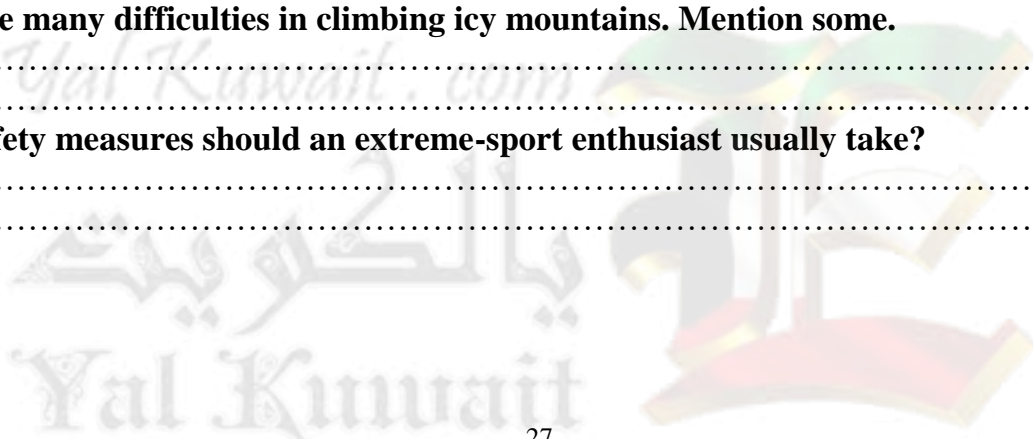 e many difficulties in climbing icy mountains. Mention some.
Yal Kuwait . com
………………………………………………………………………………………
………………………………………………………………………………………
fety measures should an extreme-sport enthusiast usually take?
………………………………………………………………………………………
………………………………………………………………………………………
يالكويت
Yal Kuwait
27